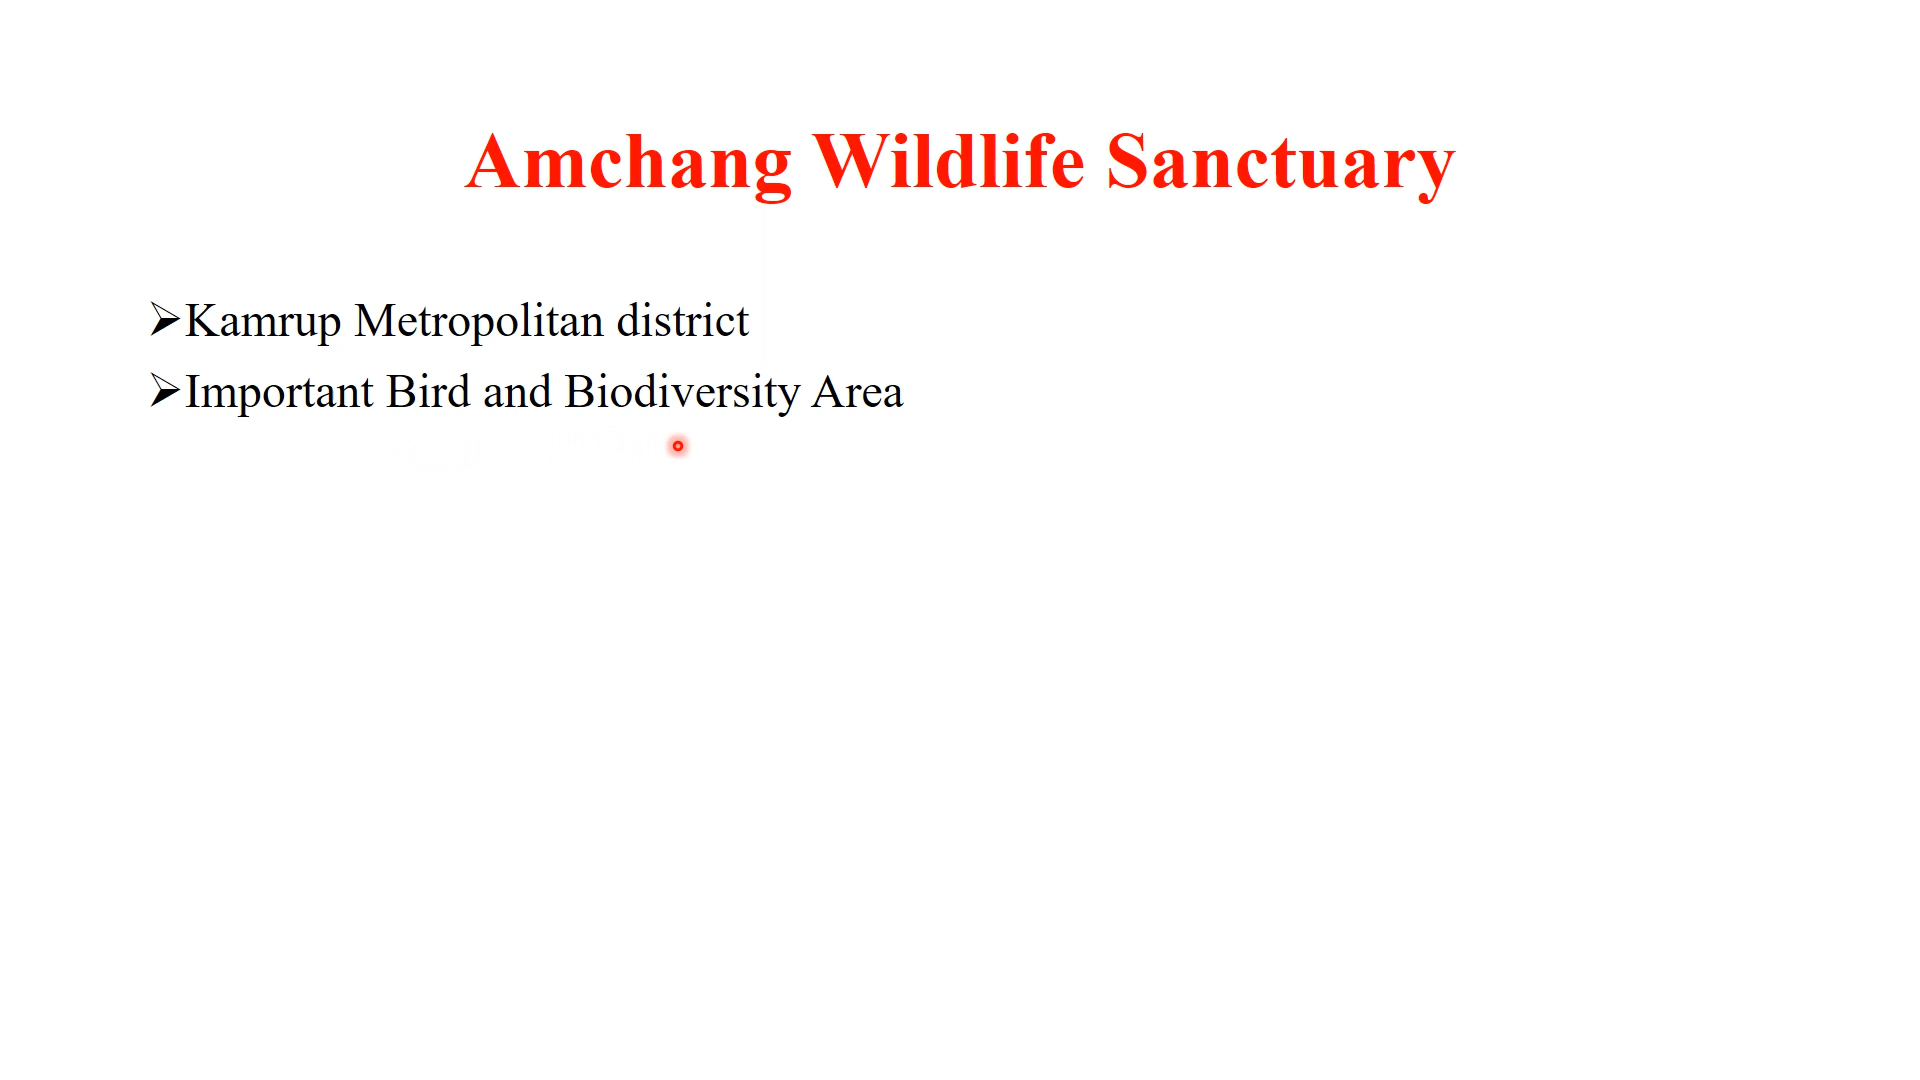 Amchang Wildlife Sanctuary
➢Kamrup Metropolitan district
➢Important Bird and Biodiversity Area